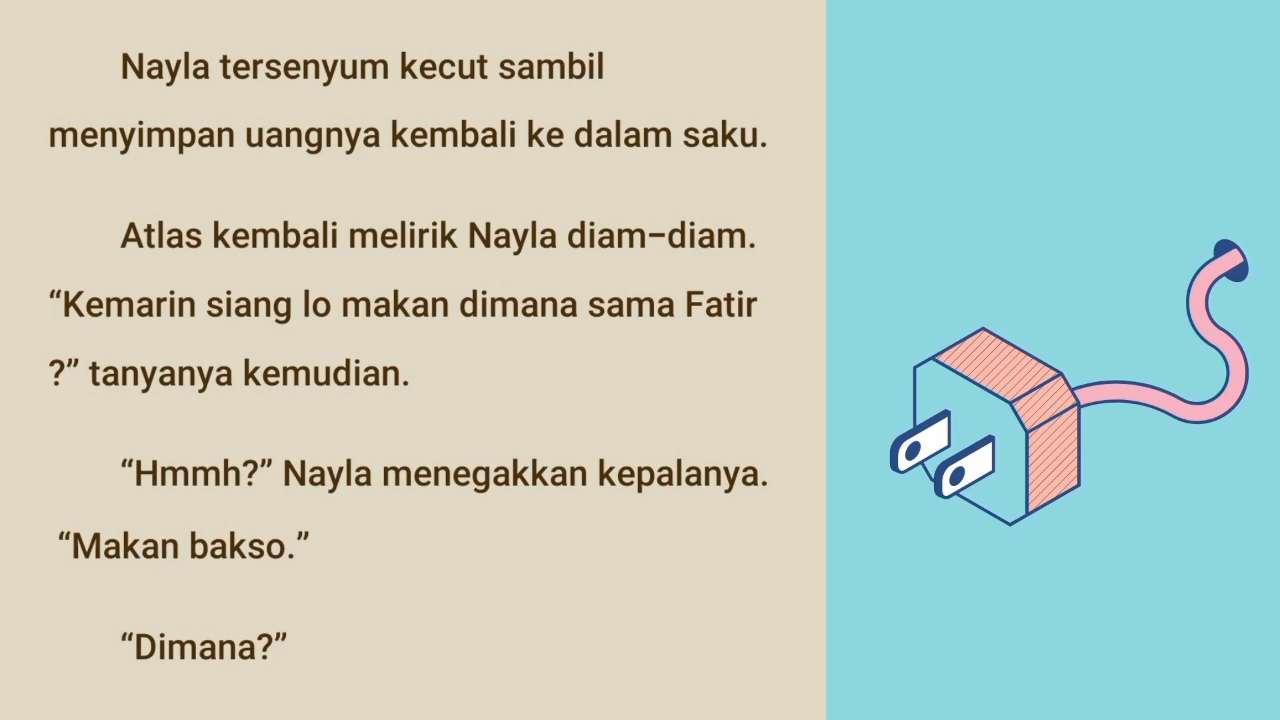 Nayla tersenyum kecut sambil
menyimpan uangnya kembali ke dalam saku.
Atlas kembali melirik Nayla diam–diam.
“Kemarin siang lo makan dimana sama Fatir
?” tanyanya kemudian.
“Hmmh?” Nayla menegakkan kepalanya.
“Makan bakso.”
“Dimana?”